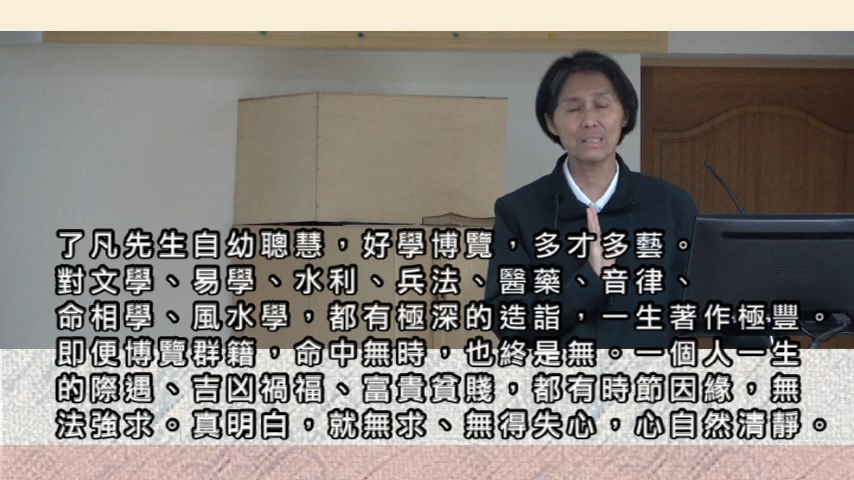 了凡先生自幼聰慧，好學博覽，多才多藝。
對文學、易學、水利、兵法、醫藥、音律、
命相學、風水學，都有極深的造詣，一生著作極豐。
即便博覽群籍，命中無時，也終是無。一個人一生
的際遇、吉凶禍福、富貴貧賤，都有時節因緣，無
法強求。真明白，就無求、無得失心，心自然清靜。